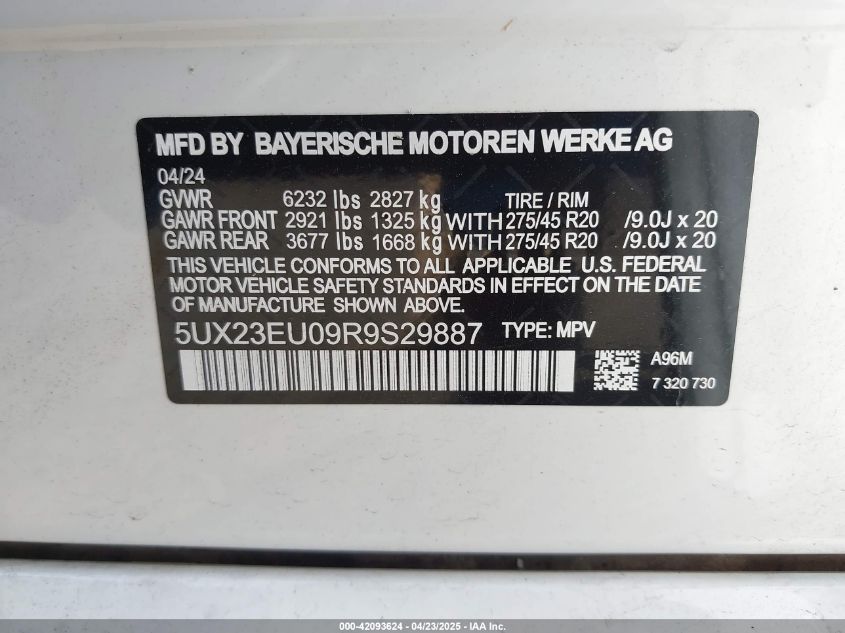 MFD BY BAYERISCHE MOTOREN WERKE AG
04/24
GVWR 6232 lbs 2827 kg TIRE / RIM
GAWR FRONT 2921 lbs 1325 kg WITH 275/45 R20 /9.0J x 20
GAWR REAR 3677 lbs 1668 kg WITH 275/45 R20 /9.0J x 20
THIS VEHICLE CONFORMS TO ALL APPLICABLE U.S. FEDERAL
MOTOR VEHICLE SAFETY STANDARDS IN EFFECT ON THE DATE
OF MANUFACTURE SHOWN ABOVE.
5UX23EU09R9S29887 TYPE: MPV
A96M
7 320 730
000-42093624 - 04/23/2025 - IAA Inc.